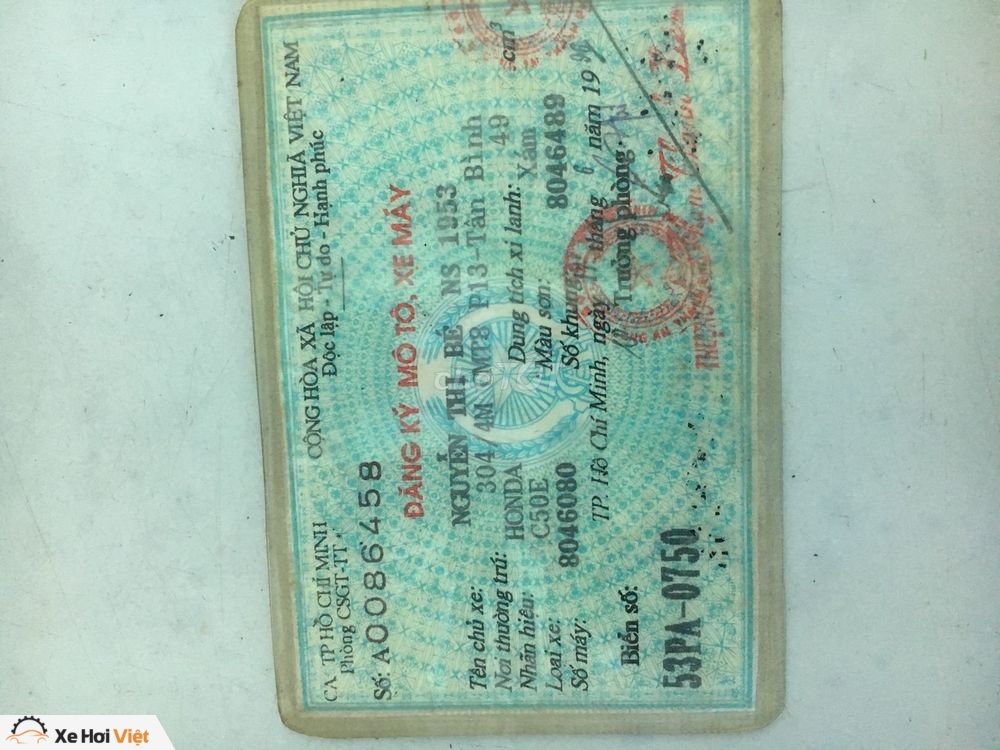 CA TP HỒ CHÍ MINH
Phòng CSGT-TT
Số: A0086458
CÔNG HÒA XÃ HỘI CHỦ NGHĨA VIỆT NAM
Độc lập - Tự do - Hạnh phúc
ĐĂNG KÝ MÔ TÔ, XE MÁY
Tên chủ xe: NGUYỄN THỊ BÉ NS 1953
Nơi thường trú: 304/4M CMT8 P13-Tân Bình
Nhãn hiệu: HONDA Dung tích xi lanh: 49 cm³
Loại xe: C50E Màu sơn: Xám
Số máy: 8046080 Số khung: 8046489
TP. Hồ Chí Minh, ngày tháng 6 năm 19
Biển số: Trưởng phòng
53PA-0750
Xe Hơi Việt